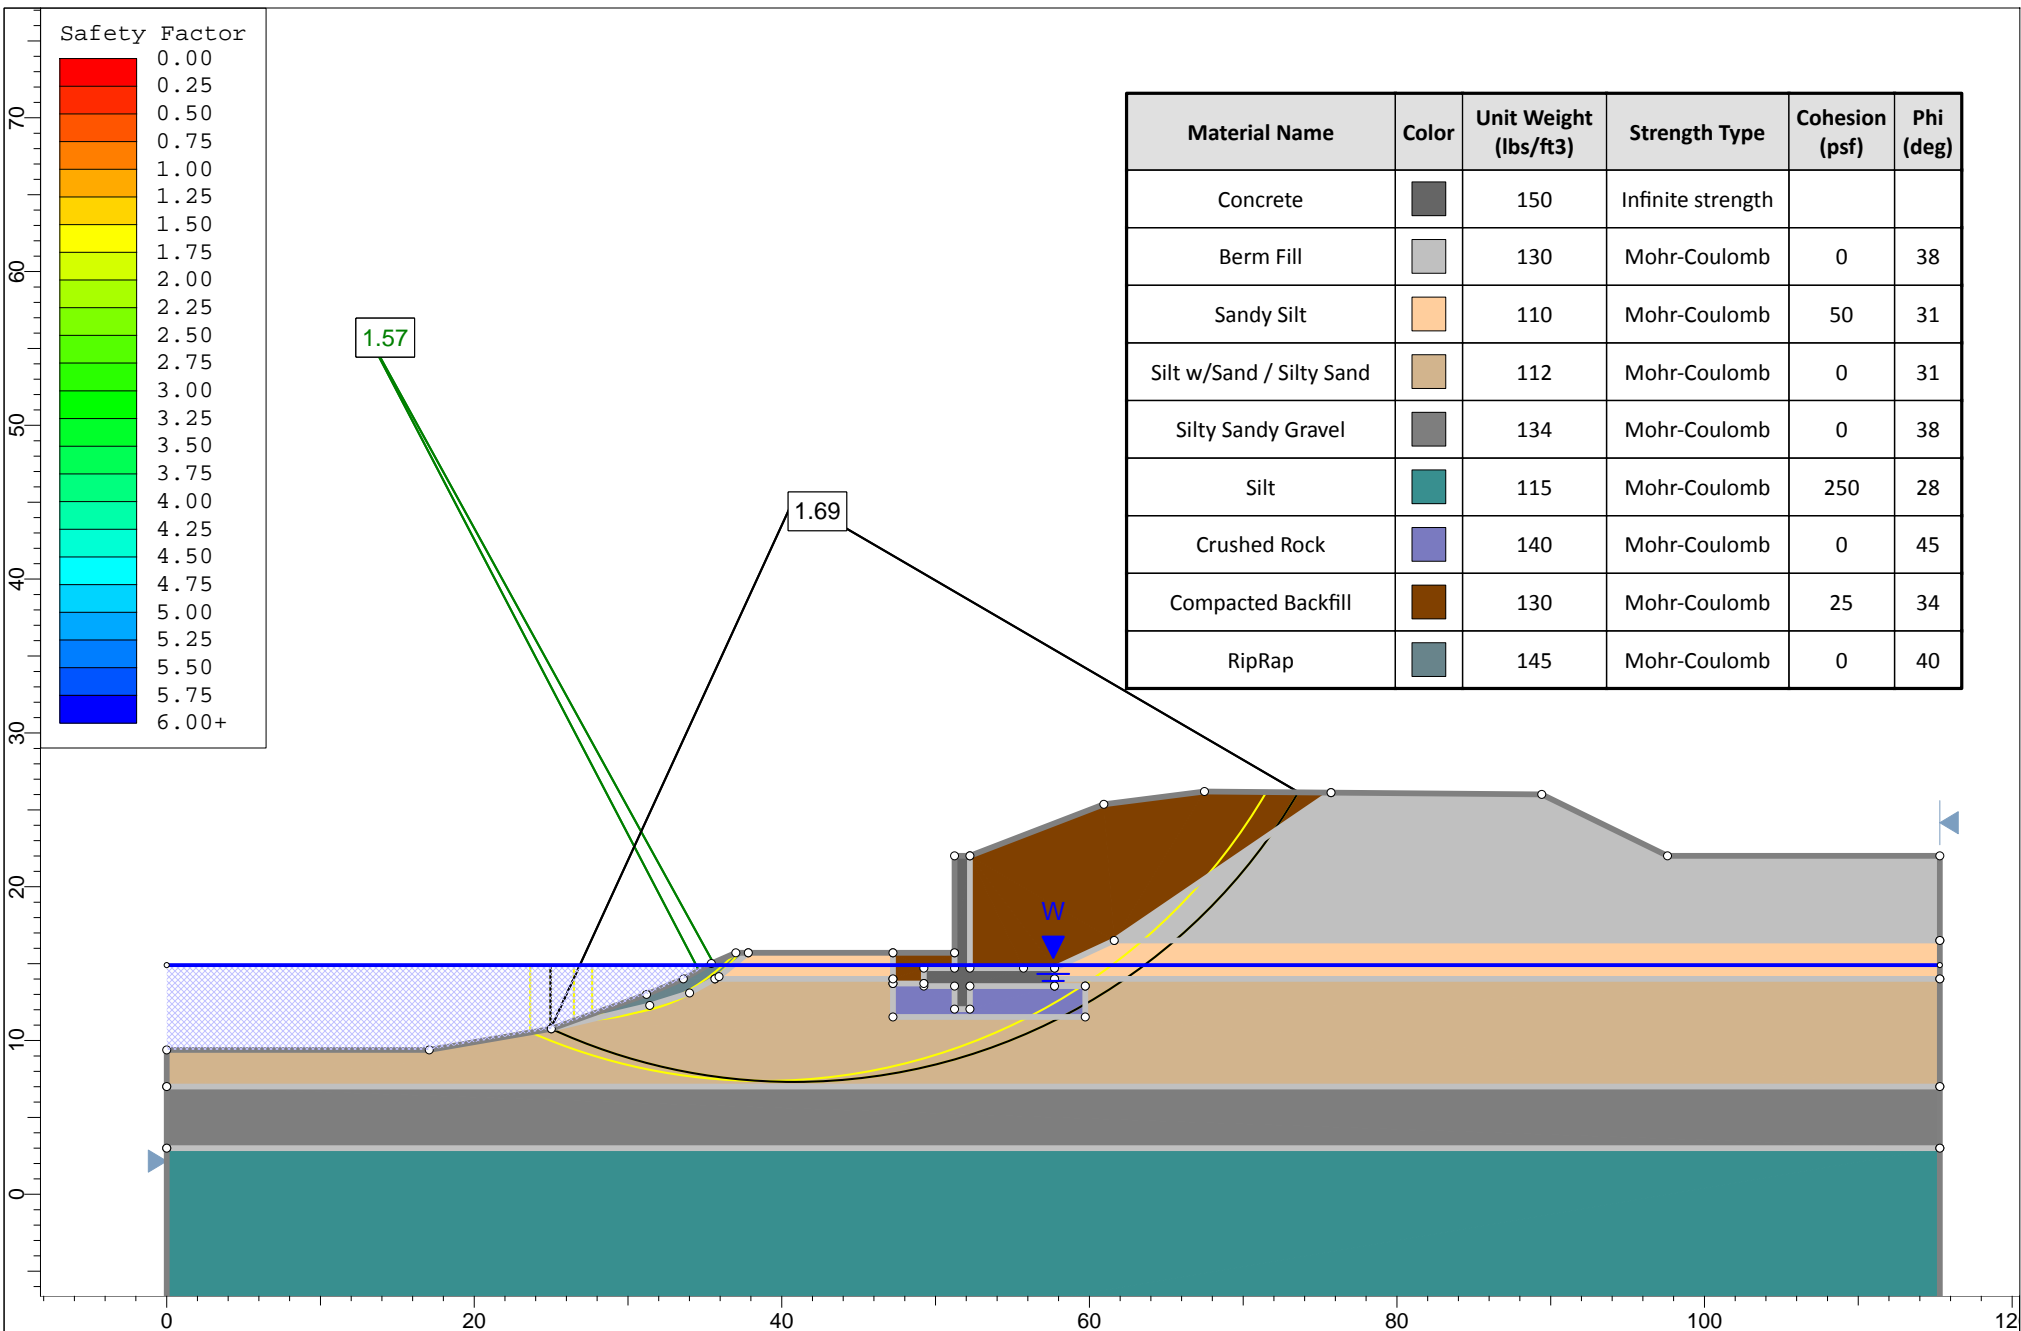 Safety Factor
0.00
0.25
0.50
0.75
1.00
1.25
1.50
1.75
2.00
2.25
2.50
2.75
3.00
3.25
3.50
3.75
4.00
4.25
4.50
4.75
5.00
5.25
5.50
5.75
6.00+
Material Name Color Unit Weight (lbs/ft3) Strength Type Cohesion (psf) Phi (deg)
Concrete 150 Infinite strength
Berm Fill 130 Mohr-Coulomb 0 38
Sandy Silt 110 Mohr-Coulomb 50 31
Silt w/Sand / Silty Sand 112 Mohr-Coulomb 0 31
Silty Sandy Gravel 134 Mohr-Coulomb 0 38
Silt 115 Mohr-Coulomb 250 28
Crushed Rock 140 Mohr-Coulomb 0 45
Compacted Backfill 130 Mohr-Coulomb 25 34
RipRap 145 Mohr-Coulomb 0 40
1.57
1.69
W
70
60
50
40
30
20
10
0
0 20 40 60 80 100 12